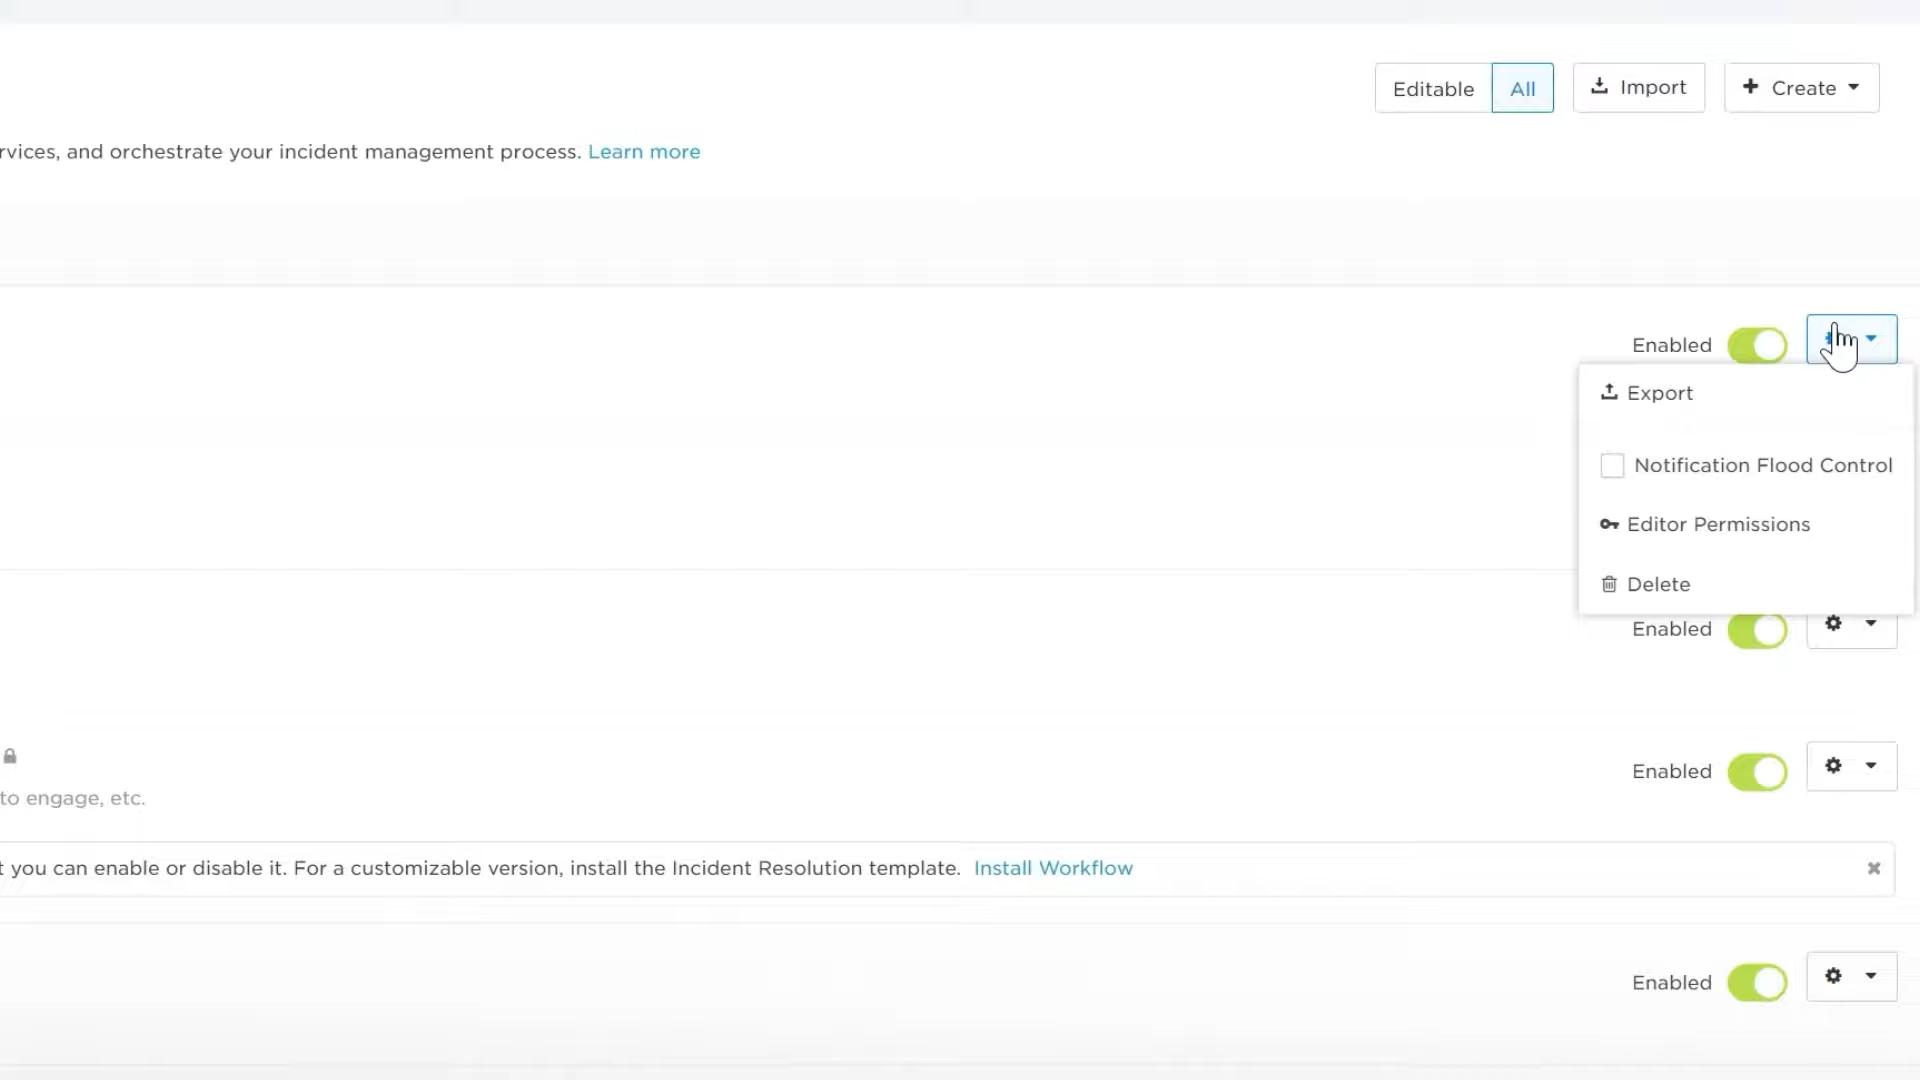 Editable All Import Create
rvices, and orchestrate your incident management process. Learn more
Enabled
Export
Notification Flood Control
Editor Permissions
Delete
Enabled
Enabled
to engage, etc.
t you can enable or disable it. For a customizable version, install the Incident Resolution template. Install Workflow
Enabled